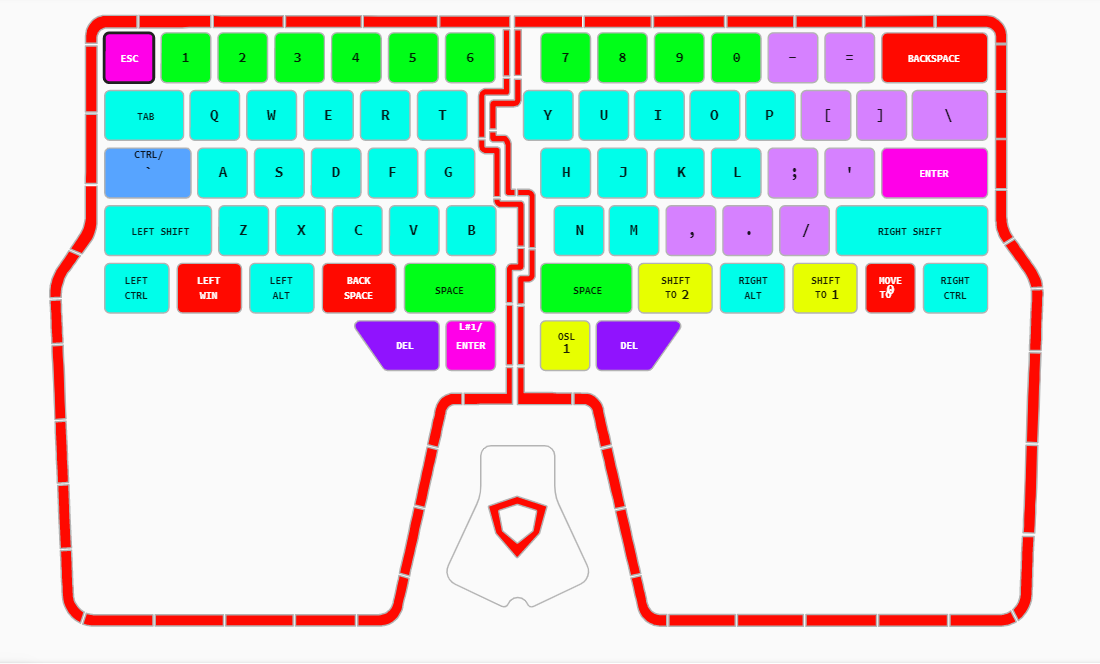 ESC 1 2 3 4 5 6 7 8 9 0 - = BACKSPACE
TAB Q W E R T Y U I O P [ ] \
CTRL/
` A S D F G H J K L ; ' ENTER
LEFT SHIFT Z X C V B N M , . / RIGHT SHIFT
LEFT CTRL LEFT WIN LEFT ALT BACK SPACE SPACE SPACE SHIFT TO 2 RIGHT ALT SHIFT TO 1 MOVE TO 0 RIGHT CTRL
DEL L#1/ ENTER OSL 1 DEL